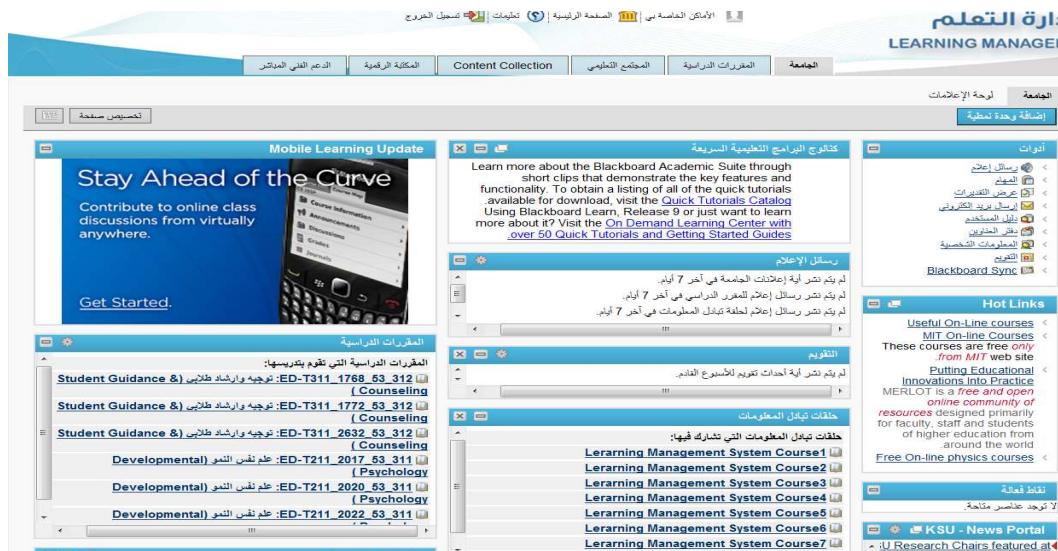 الأماكن الخاصة بي
الصفحة الرئيسية
تعليمات
تسجيل الخروج
دارة التعلم
LEARNING MANAGE
الجامعة
المقررات الدراسية
المجتمع التعليمي
Content Collection
المكتبة الرقمية
الدعم الفني المباشر
الجامعة
لوحة الإعلامات
إضافة وحدة نمطية
تخصيص صفحة
أدوات
رسائل إعلام
المهام
عرض التقديرات
إرسال بريد إلكتروني
دليل المستخدم
دفتر العناوين
المعلومات الشخصية
التقويم
Blackboard Sync
Hot Links
Useful On-Line courses
MIT On-Line Courses
These courses are free only
from MIT web site.
Putting Educational
Innovations Into Practice
MERLOT is a free and open
online community of
resources designed primarily
for faculty, staff and students
of higher education from
around the world.
Free On-line physics courses
نقاط فعالة
لا توجد عناصر متاحة.
KSU - News Portal
U Research Chairs featured at
كتالوج البرامج التعليمية السريعة
Learn more about the Blackboard Academic Suite through
short clips that demonstrate the key features and
functionality. To obtain a listing of all of the quick tutorials
available for download, visit the Quick Tutorials Catalog.
Using Blackboard Learn, Release 9 or just want to learn
more about it? Visit the On Demand Learning Center with
over 50 Quick Tutorials and Getting Started Guides.
رسائل الإعلام
لم يتم نشر أية إعلانات الجامعة في آخر 7 أيام.
لم يتم نشر رسائل إعلام للمقرر الدراسي في آخر 7 أيام.
لم يتم نشر رسائل إعلام لحلقة تبادل المعلومات في آخر 7 أيام.
التقويم
لم يتم نشر أية أحداث تقويم للأسبوع القادم.
حلقات تبادل المعلومات
حلقات تبادل المعلومات التي تشارك فيها:
Lerarning Management System Course1
Lerarning Management System Course2
Lerarning Management System Course3
Lerarning Management System Course4
Lerarning Management System Course5
Lerarning Management System Course6
Lerarning Management System Course7
Mobile Learning Update
Stay Ahead of the Curve
Contribute to online class
discussions from virtually
anywhere.
Get Started.
Course Information
Announcements
Discussions
Grades
Journals
المقررات الدراسية
المقررات الدراسية التي تقوم بتدريسها:
ED-T311_1768_53_312: توجيه وارشاد طلابي (Student Guidance &
Counseling )
ED-T311_1772_53_312: توجيه وارشاد طلابي (Student Guidance &
Counseling )
ED-T311_2632_53_312: توجيه وارشاد طلابي (Student Guidance &
Counseling )
ED-T211_2017_53_311: علم نفس النمو (Developmental
Psychology )
ED-T211_2020_53_311: علم نفس النمو (Developmental
Psychology )
ED-T211_2022_53_311: علم نفس النمو (Developmental